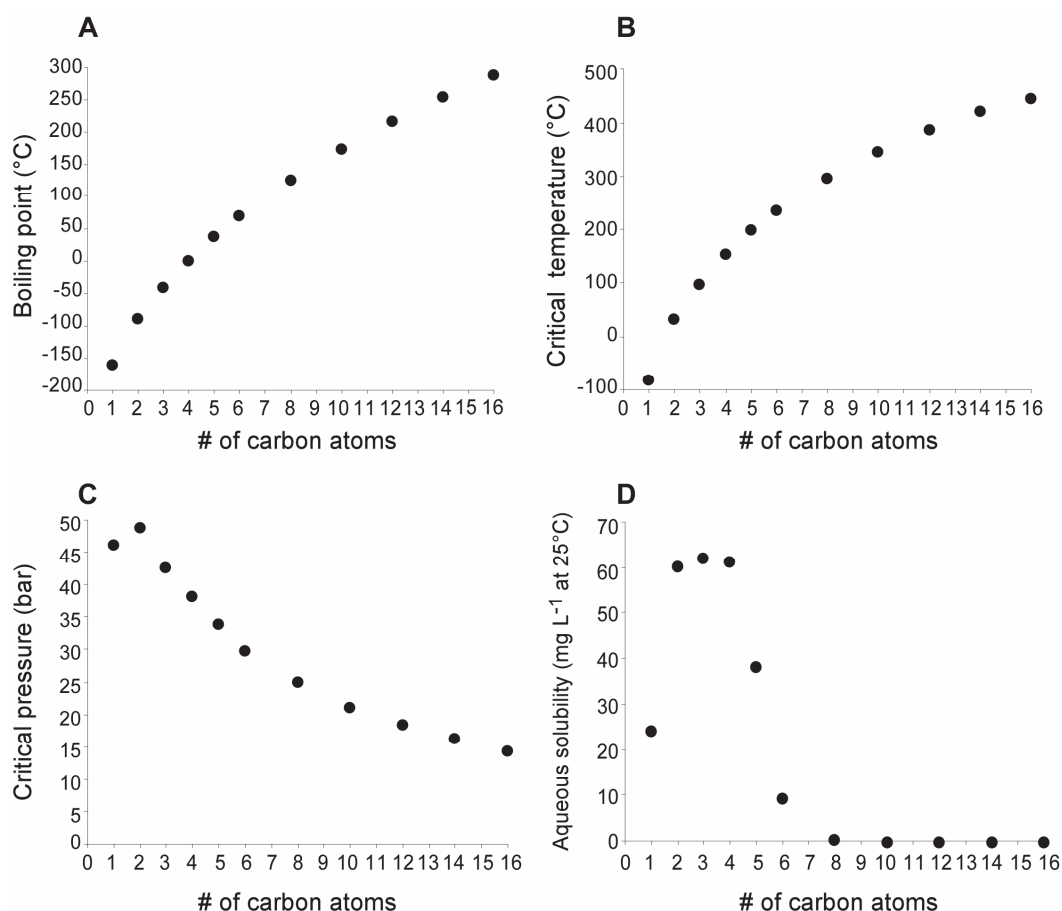 A
Boiling point (°C)
300
250
200
150
100
50
0
-50
-100
-150
-200
0 1 2 3 4 5 6 7 8 9 10 11 12 13 14 15 16
# of carbon atoms
B
Critical temperature (°C)
500
400
300
200
100
0
-100
0 1 2 3 4 5 6 7 8 9 10 11 12 13 14 15 16
# of carbon atoms
C
Critical pressure (bar)
50
45
40
35
30
25
20
15
10
5
0
0 1 2 3 4 5 6 7 8 9 10 11 12 13 14 15 16
# of carbon atoms
D
Aqueous solubility (mg L⁻¹ at 25°C)
70
60
50
40
30
20
10
0
0 1 2 3 4 5 6 7 8 9 10 11 12 13 14 15 16
# of carbon atoms